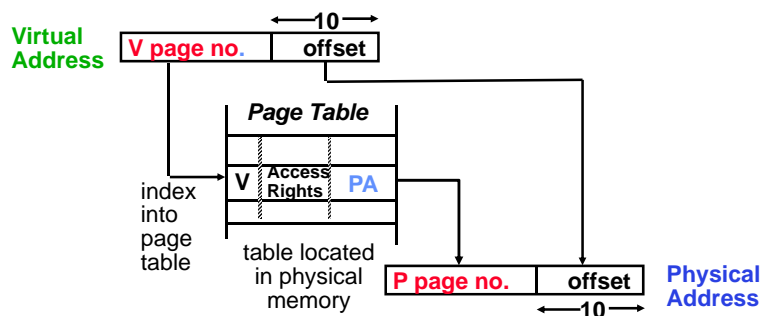 10
Virtual
Address
V page no.
offset
Page Table
V
Access
Rights
PA
index
into
page
table
table located
in physical
memory
P page no.
offset
Physical
Address
10